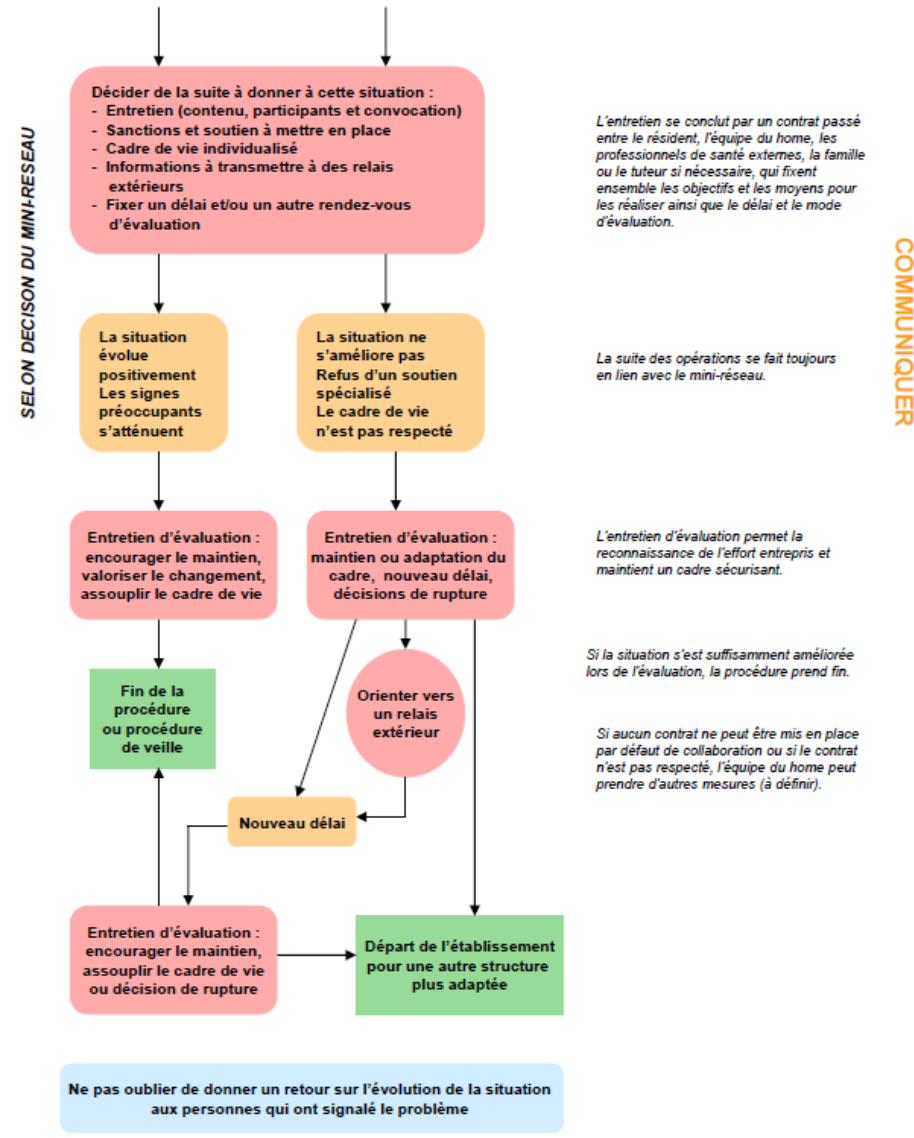 SELON DECISON DU MINI-RESEAU
Décider de la suite à donner à cette situation :
- Entretien (contenu, participants et convocation)
- Sanctions et soutien à mettre en place
- Cadre de vie individualisé
- Informations à transmettre à des relais
extérieurs
- Fixer un délai et/ou un autre rendez-vous
d’évaluation
L'entretien se conclut par un contrat passé
entre le résident, l'équipe du home, les
professionnels de santé externes, la famille
ou le tuteur si nécessaire, qui fixent
ensemble les objectifs et les moyens pour
les réaliser ainsi que le délai et le mode
d'évaluation.
COMMUNIQUER
La situation
évolue
positivement
Les signes
préoccupants
s’atténuent
La situation ne
s’améliore pas
Refus d’un soutien
spécialisé
Le cadre de vie
n’est pas respecté
La suite des opérations se fait toujours
en lien avec le mini-réseau.
Entretien d’évaluation :
encourager le maintien,
valoriser le changement,
assouplir le cadre de vie
Entretien d’évaluation :
maintien ou adaptation du
cadre, nouveau délai,
décisions de rupture
L'entretien d'évaluation permet la
reconnaissance de l'effort entrepris et
maintient un cadre sécurisant.
Fin de la
procédure
ou procédure
de veille
Orienter vers
un relais
extérieur
Si la situation s'est suffisamment améliorée
lors de l'évaluation, la procédure prend fin.
Si aucun contrat ne peut être mis en place
par défaut de collaboration ou si le contrat
n'est pas respecté, l'équipe du home peut
prendre d'autres mesures (à définir).
Nouveau délai
Entretien d’évaluation :
encourager le maintien,
assouplir le cadre de vie
ou décision de rupture
Départ de l’établissement
pour une autre structure
plus adaptée
Ne pas oublier de donner un retour sur l’évolution de la situation
aux personnes qui ont signalé le problème